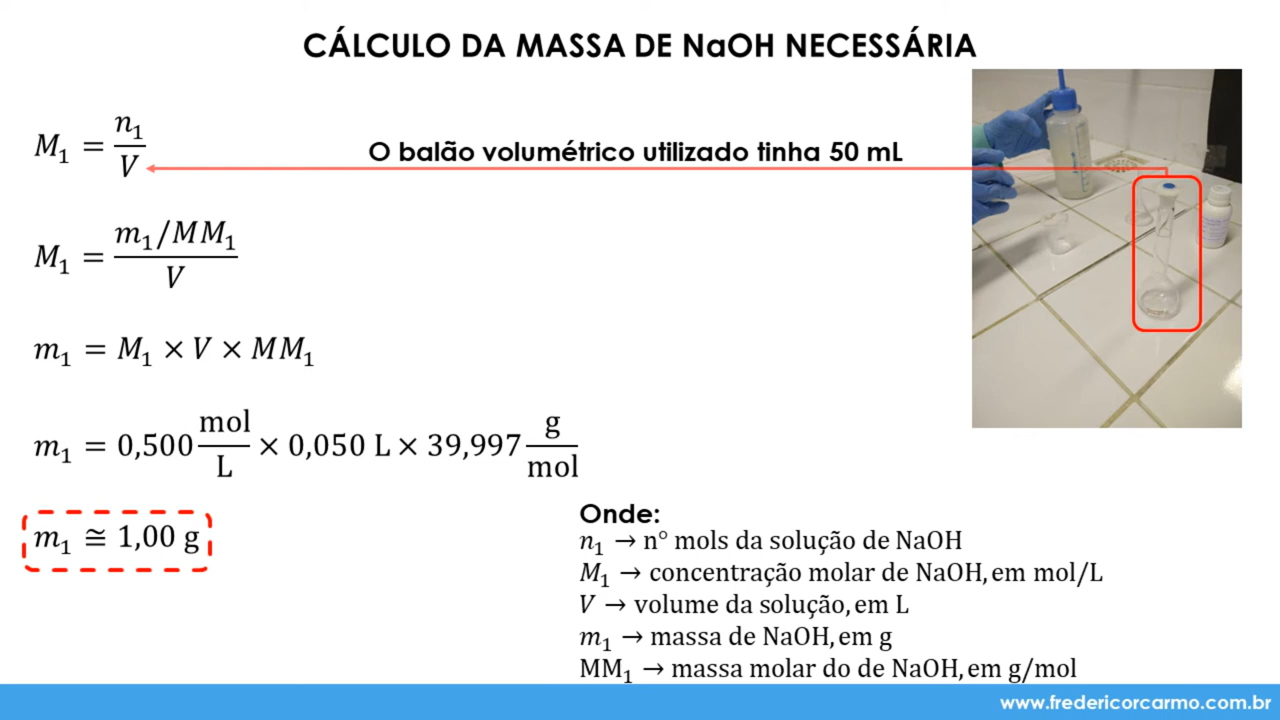 CÁLCULO DA MASSA DE NaOH NECESSÁRIA
M₁ = n₁/V
O balão volumétrico utilizado tinha 50 mL
M₁ = (m₁/MM₁)/V
m₁ = M₁ × V × MM₁
m₁ = 0,500 mol/L × 0,050 L × 39,997 g/mol
m₁ ≅ 1,00 g
Onde:
n₁ → n° mols da solução de NaOH
M₁ → concentração molar de NaOH, em mol/L
V → volume da solução, em L
m₁ → massa de NaOH, em g
MM₁ → massa molar do de NaOH, em g/mol
www.fredericorcarmo.com.br